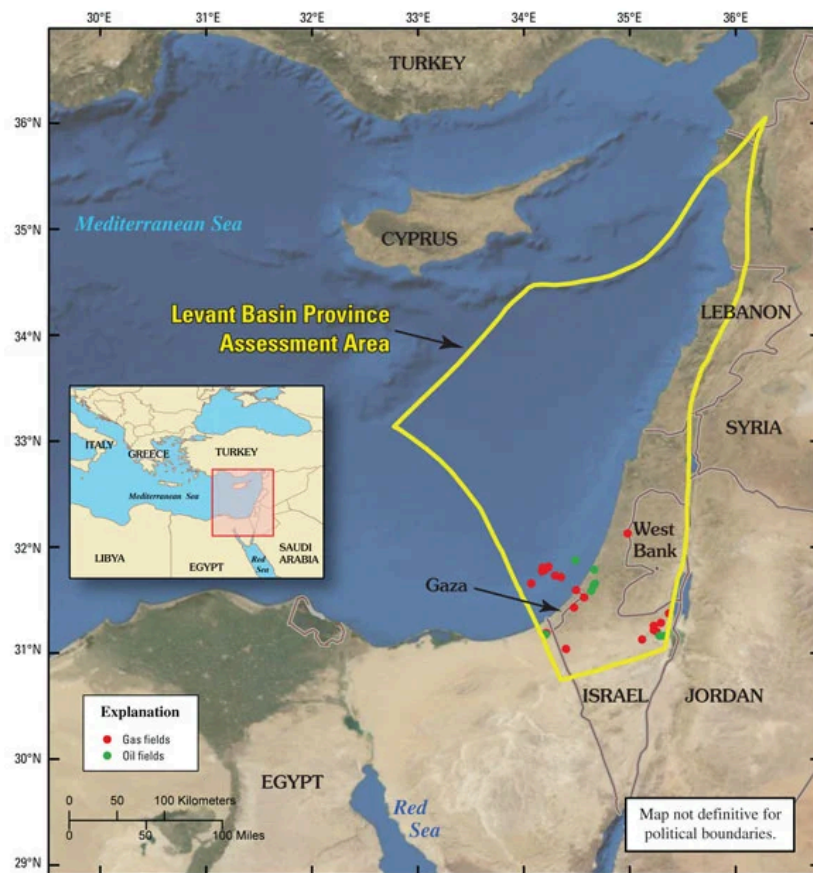 30°E 31°E 32°E 33°E 34°E 35°E 36°E
TURKEY
36°N
35°N
Mediterranean Sea
CYPRUS
34°N
Levant Basin Province
Assessment Area
LEBANON
33°N
SYRIA
ITALY
GREECE
TURKEY
Mediterranean Sea
LIBYA
EGYPT
SAUDI
ARABIA
Red
Sea
32°N
West
Bank
Gaza
31°N
ISRAEL
JORDAN
Explanation
Gas fields
Oil fields
30°N
EGYPT
0 50 100 Kilometers
0 50 100 Miles
Red
Sea
Map not definitive for
political boundaries.
29°N